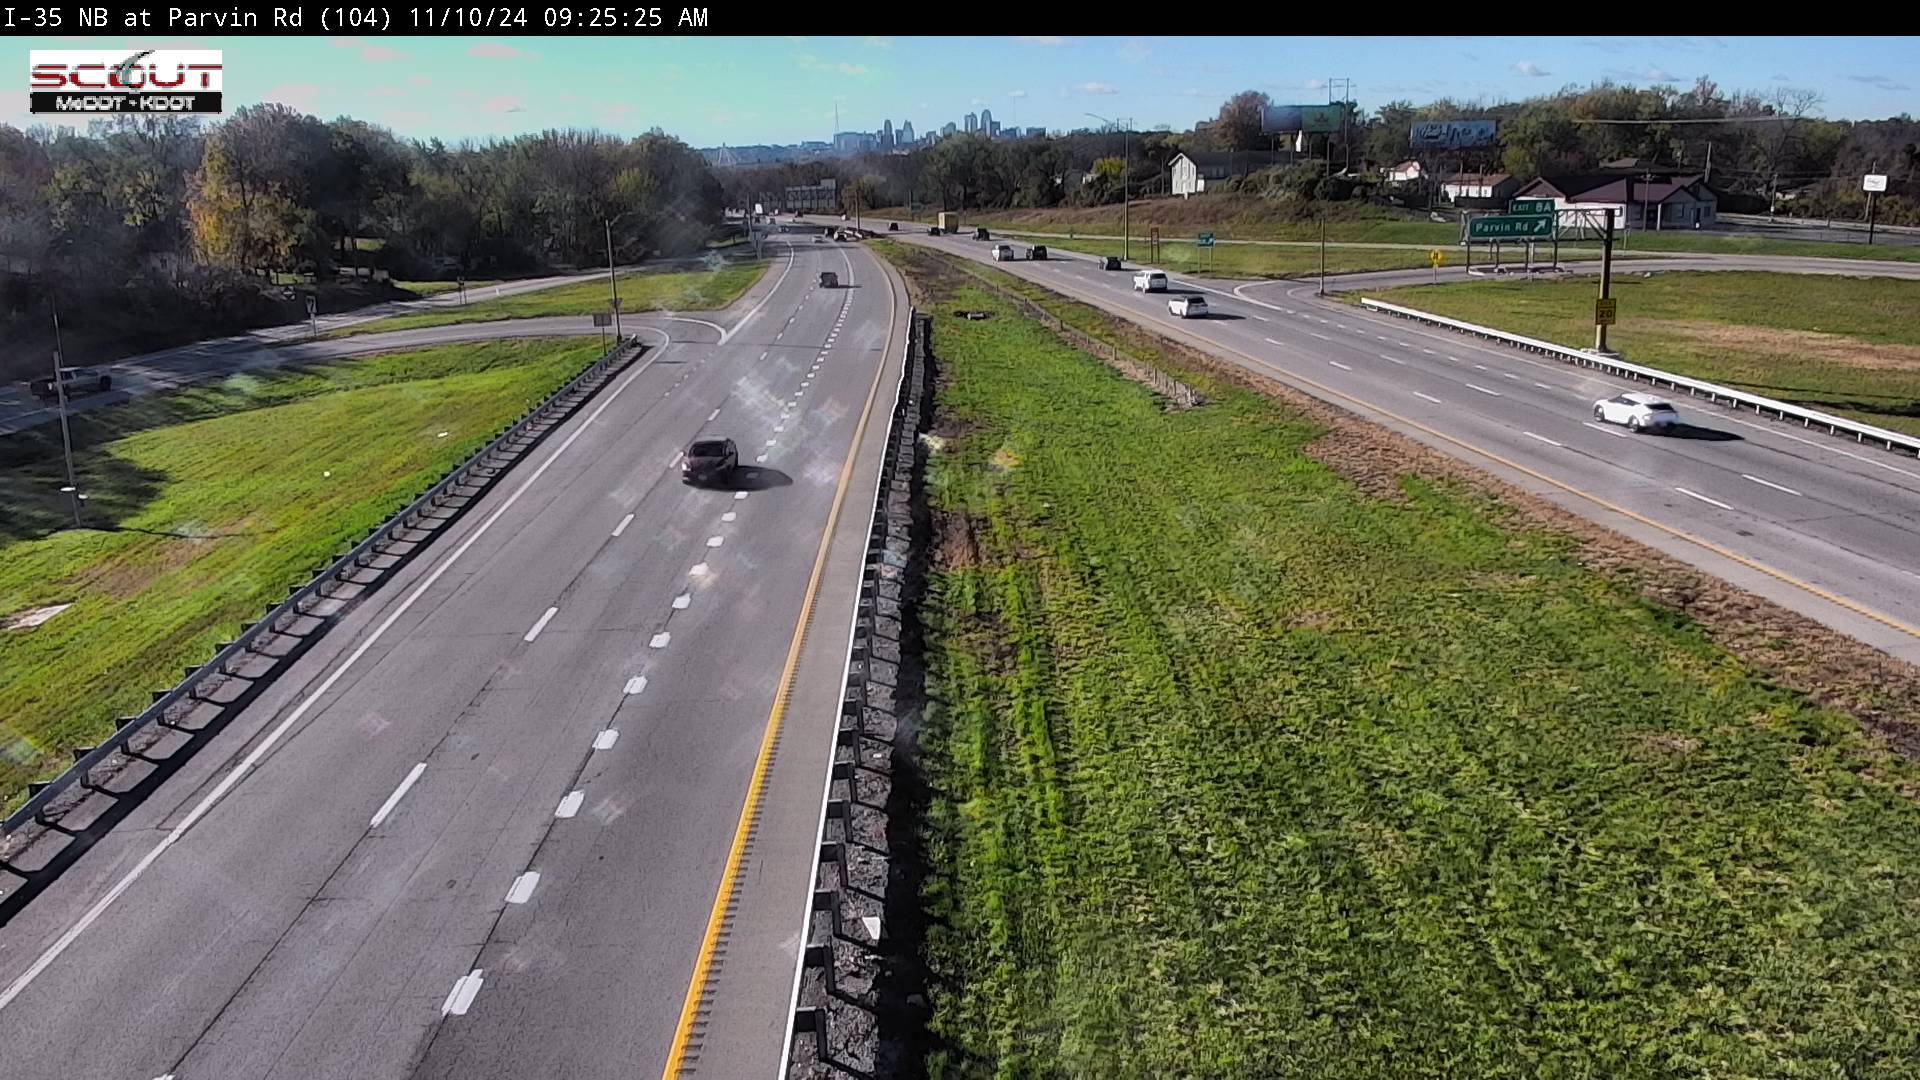 I-35 NB at Parvin Rd (104) 11/10/24 09:25:25 AM
SCOUT
MoDOT - KDOT
EXIT 8A
Parvin Rd
20